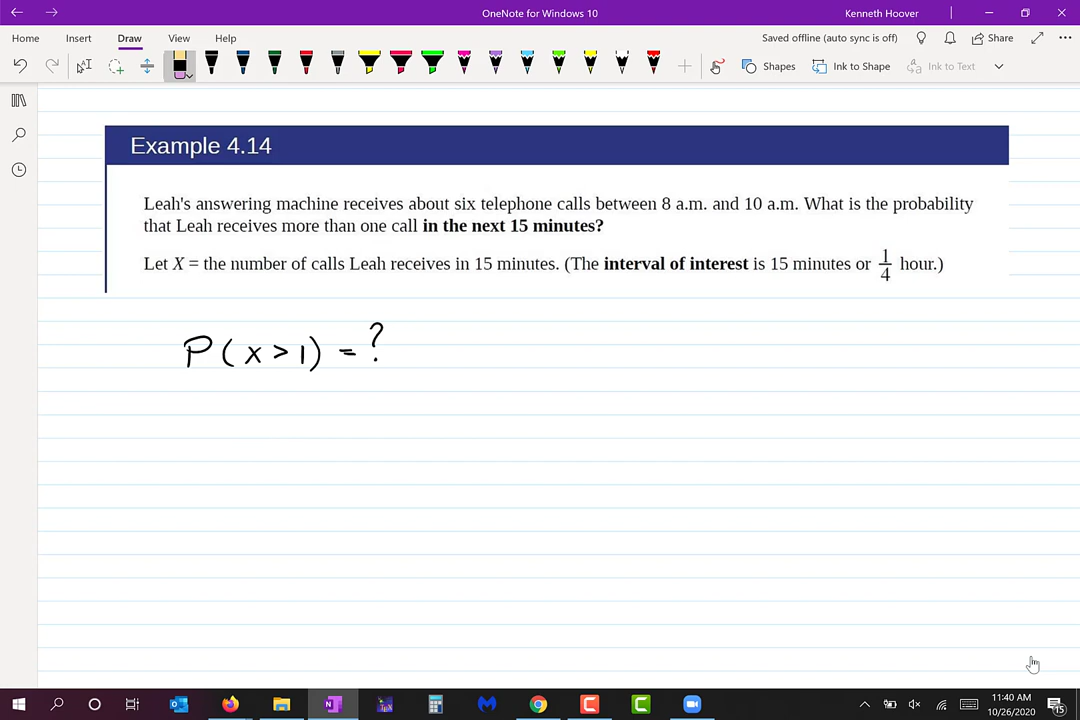 OneNote for Windows 10
Kenneth Hoover
Home Insert Draw View Help
Saved offline (auto sync is off)
Share
Shapes
Ink to Shape
Ink to Text
Example 4.14
Leah's answering machine receives about six telephone calls between 8 a.m. and 10 a.m. What is the probability
that Leah receives more than one call in the next 15 minutes?
Let X = the number of calls Leah receives in 15 minutes. (The interval of interest is 15 minutes or 1/4 hour.)
P(x>1) = ?
11:40 AM
10/26/2020
15